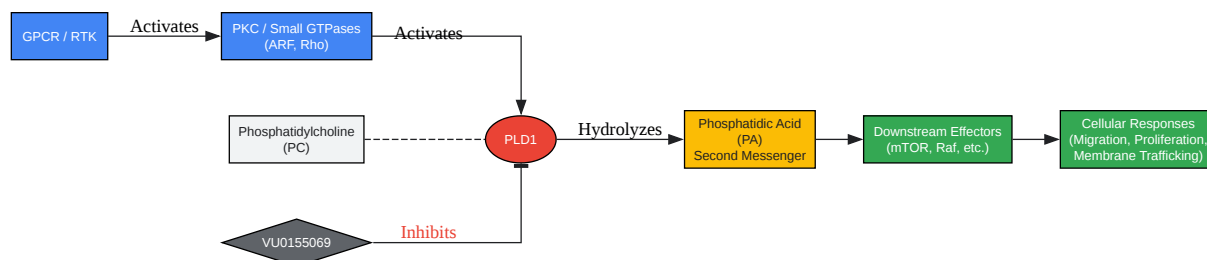 GPCR / RTK
Activates
PKC / Small GTPases
(ARF, Rho)
Activates
Phosphatidylcholine
(PC)
PLD1
Hydrolyzes
Phosphatidic Acid
(PA)
Second Messenger
Downstream Effectors
(mTOR, Raf, etc.)
Cellular Responses
(Migration, Proliferation,
Membrane Trafficking)
VU0155069
Inhibits